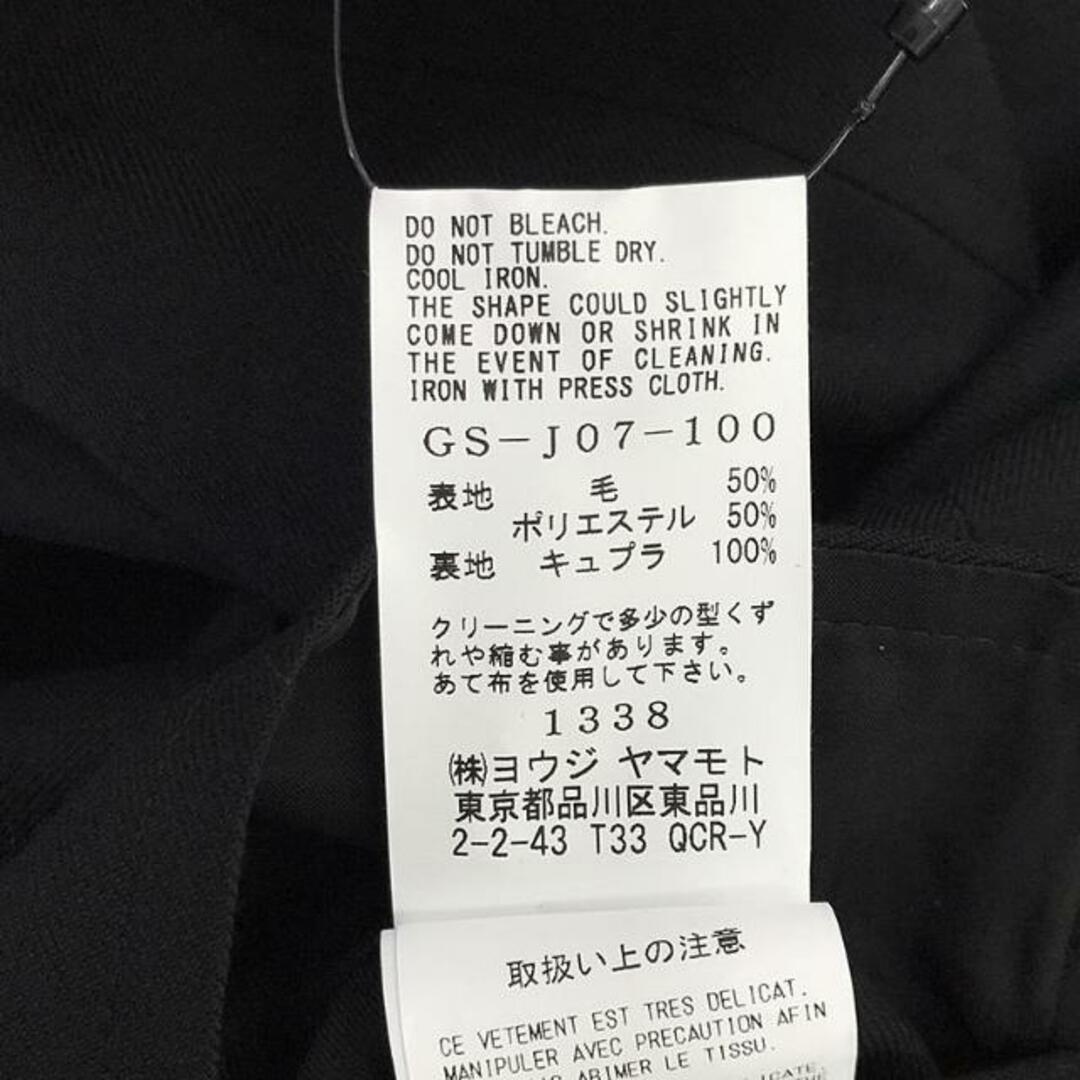 DO NOT BLEACH.
DO NOT TUMBLE DRY.
COOL IRON.
THE SHAPE COULD SLIGHTLY
COME DOWN OR SHRINK IN
THE EVENT OF CLEANING.
IRON WITH PRESS CLOTH.
GS-J07-100
表地 毛 50%
ポリエステル 50%
裏地 キュプラ 100%
クリーニングで多少の型くず
れや縮む事があります。
あて布を使用して下さい。
1338
㈱ヨウジ ヤマモト
東京都品川区東品川
2-2-43 T33 QCR-Y
取扱い上の注意
CE VETEMENT EST TRES DELICAT.
MANIPULER AVEC PRECAUTION AFIN
ABIMER LE TISSU.